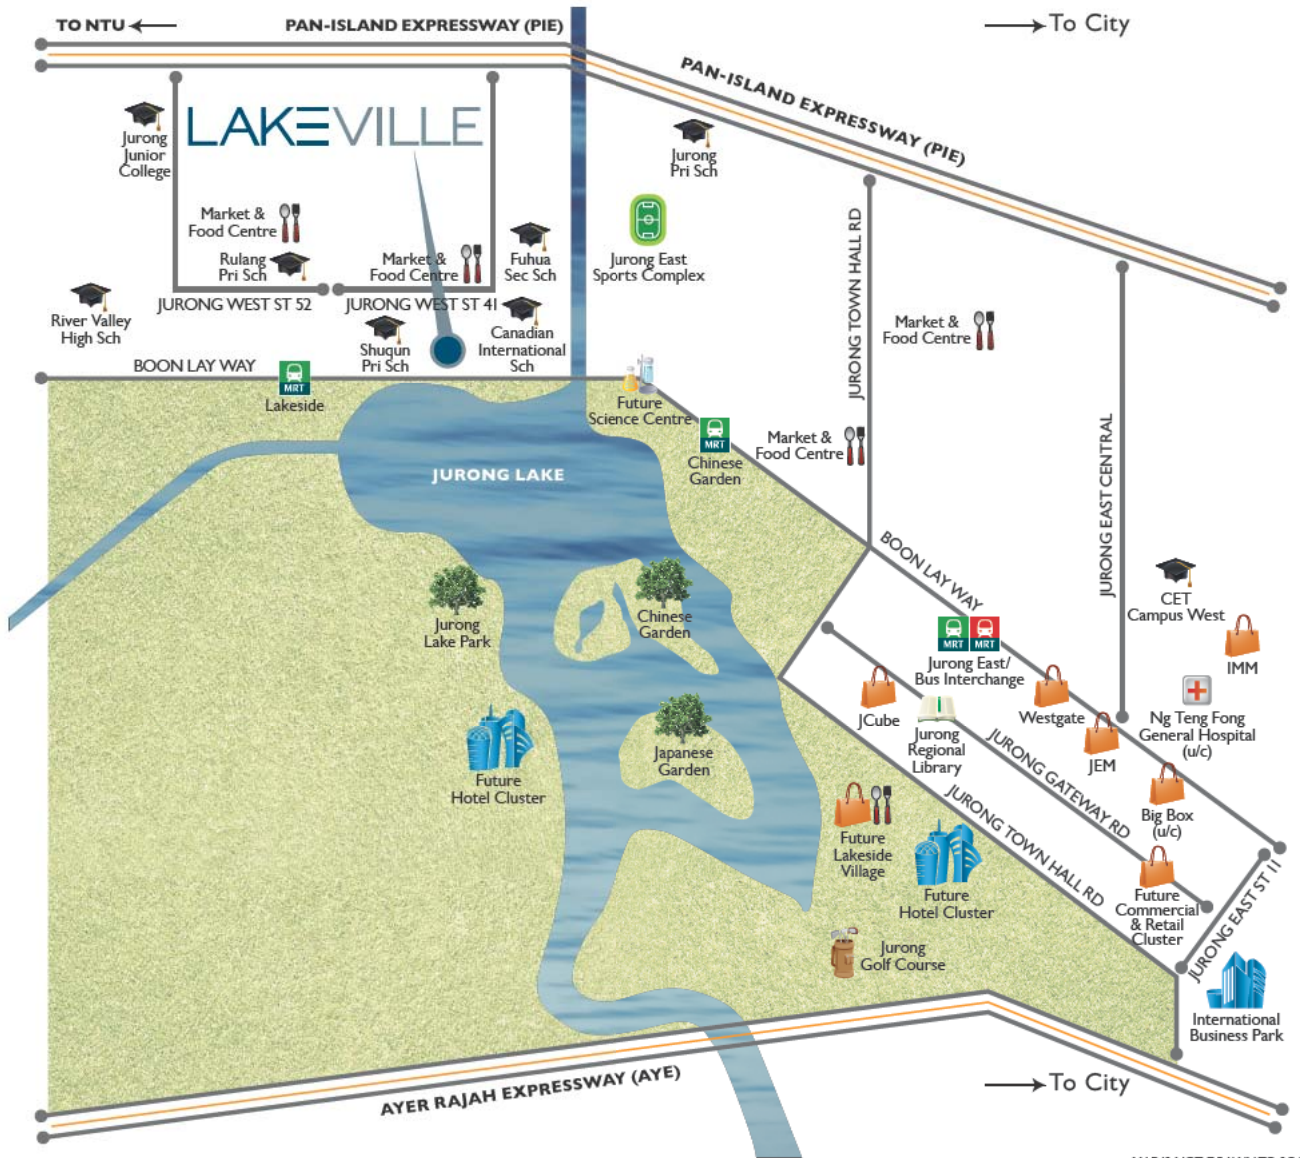 TO NTU
PAN-ISLAND EXPRESSWAY (PIE)
To City
PAN-ISLAND EXPRESSWAY (PIE)
LAKEVILLE
Jurong
Junior
College
Jurong
Pri Sch
Market &
Food Centre
Rulang
Pri Sch
Market &
Food Centre
Fuhua
Sec Sch
Jurong East
Sports Complex
JURONG TOWN HALL RD
JURONG WEST ST 52
JURONG WEST ST 41
River Valley
High Sch
Shuqun
Pri Sch
Canadian
International
Sch
Market &
Food Centre
BOON LAY WAY
MRT
Lakeside
Future
Science Centre
MRT
Chinese
Garden
Market &
Food Centre
JURONG LAKE
JURONG EAST CENTRAL
BOON LAY WAY
CET
Campus West
Jurong
Lake Park
Chinese
Garden
MRT
MRT
Jurong East/
Bus Interchange
IMM
JCube
Jurong
Regional
Library
Westgate
JEM
Ng Teng Fong
General Hospital
(u/c)
JURONG GATEWAY RD
Japanese
Garden
Future
Hotel Cluster
JURONG TOWN HALL RD
Big Box
(u/c)
Future
Lakeside
Village
Future
Hotel Cluster
Future
Commercial
& Retail
Cluster
JURONG EAST ST 11
Jurong
Golf Course
International
Business Park
AYER RAJAH EXPRESSWAY (AYE)
To City